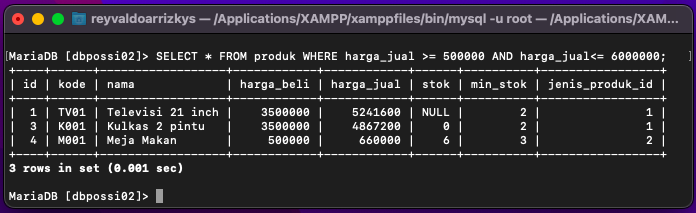 reyvaldoarrizkys — /Applications/XAMPP/xamppfiles/bin/mysql -u root — /Applications/XAM...
[MariaDB [dbpossi02]> SELECT * FROM produk WHERE harga_jual >= 500000 AND harga_jual<= 6000000; ]
+----+------+------------------+------------+------------+------+----------+-----------------+
| id | kode | nama | harga_beli | harga_jual | stok | min_stok | jenis_produk_id |
+----+------+------------------+------------+------------+------+----------+-----------------+
| 1 | TV01 | Televisi 21 inch | 3500000 | 5241600 | NULL | 2 | 1 |
| 3 | K001 | Kulkas 2 pintu | 3500000 | 4867200 | 0 | 2 | 1 |
| 4 | M001 | Meja Makan | 500000 | 660000 | 6 | 3 | 2 |
+----+------+------------------+------------+------------+------+----------+-----------------+
3 rows in set (0.001 sec)
MariaDB [dbpossi02]>